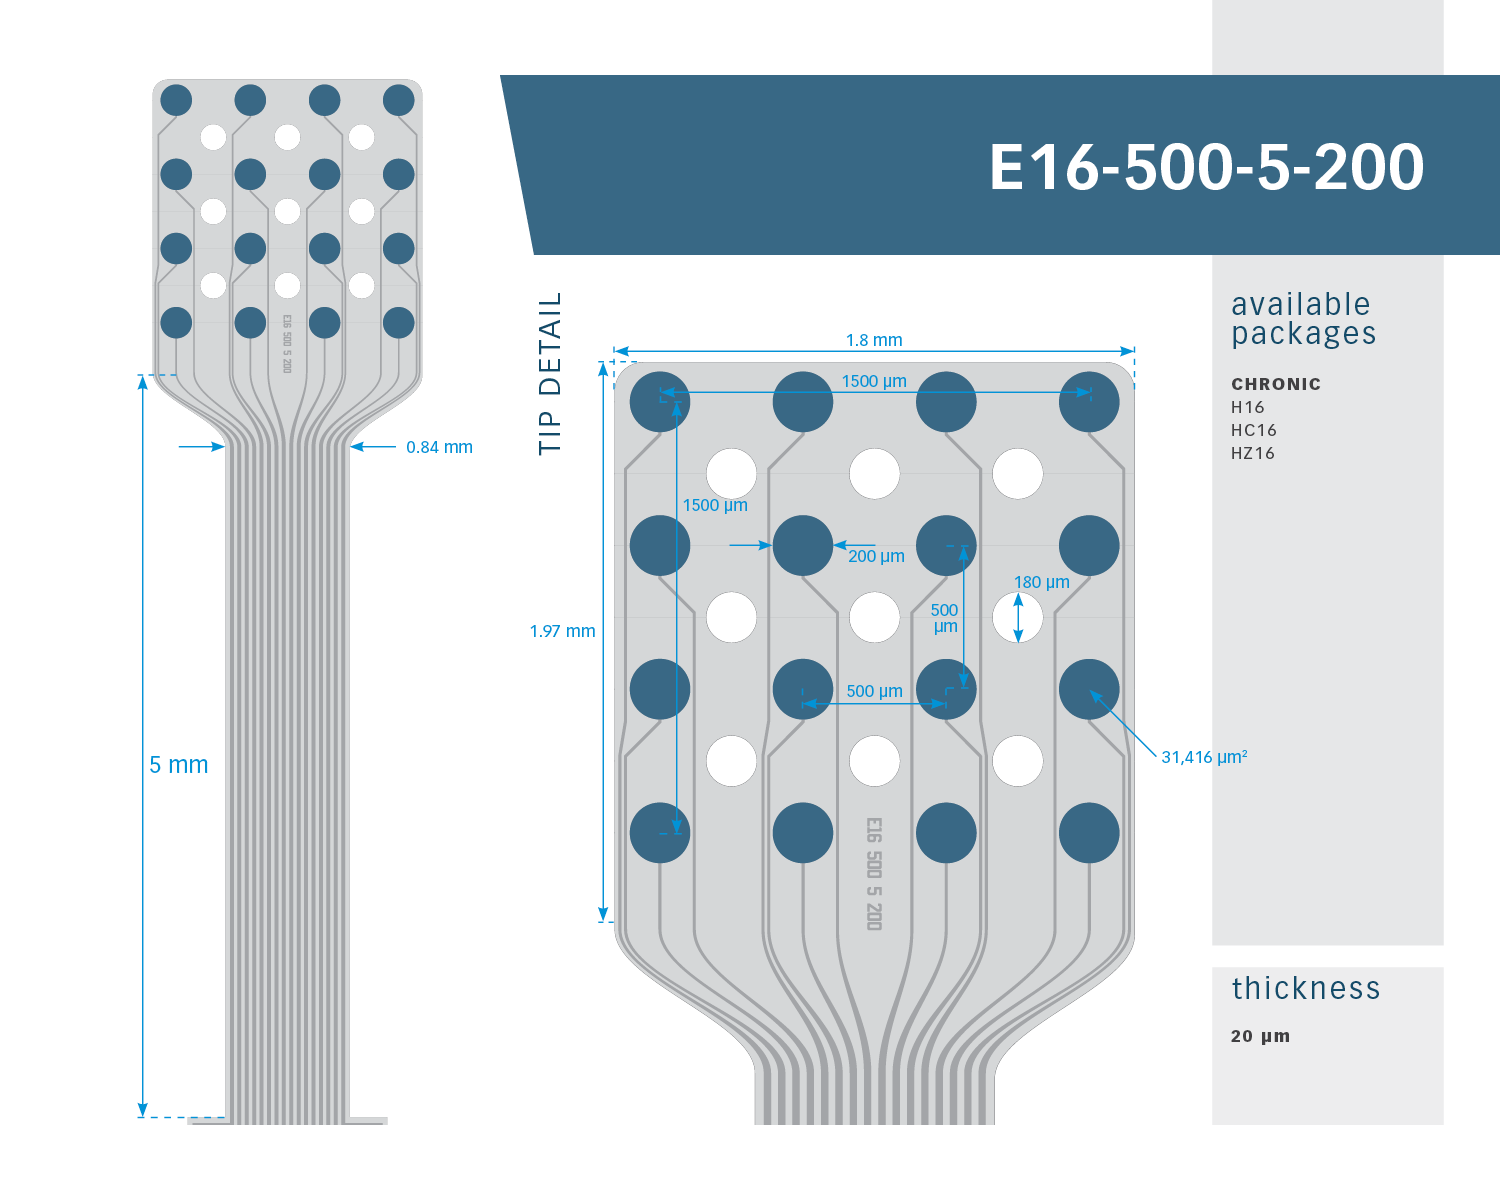 E16-500-5-200
E16 500 5 200
0.84 mm
5 mm
TIP DETAIL
1.8 mm
1500 µm
1500 µm
200 µm
180 µm
500
µm
1.97 mm
500 µm
31,416 µm²
E16 500 5 200
available
packages
CHRONIC
H16
HC16
HZ16
thickness
20 µm